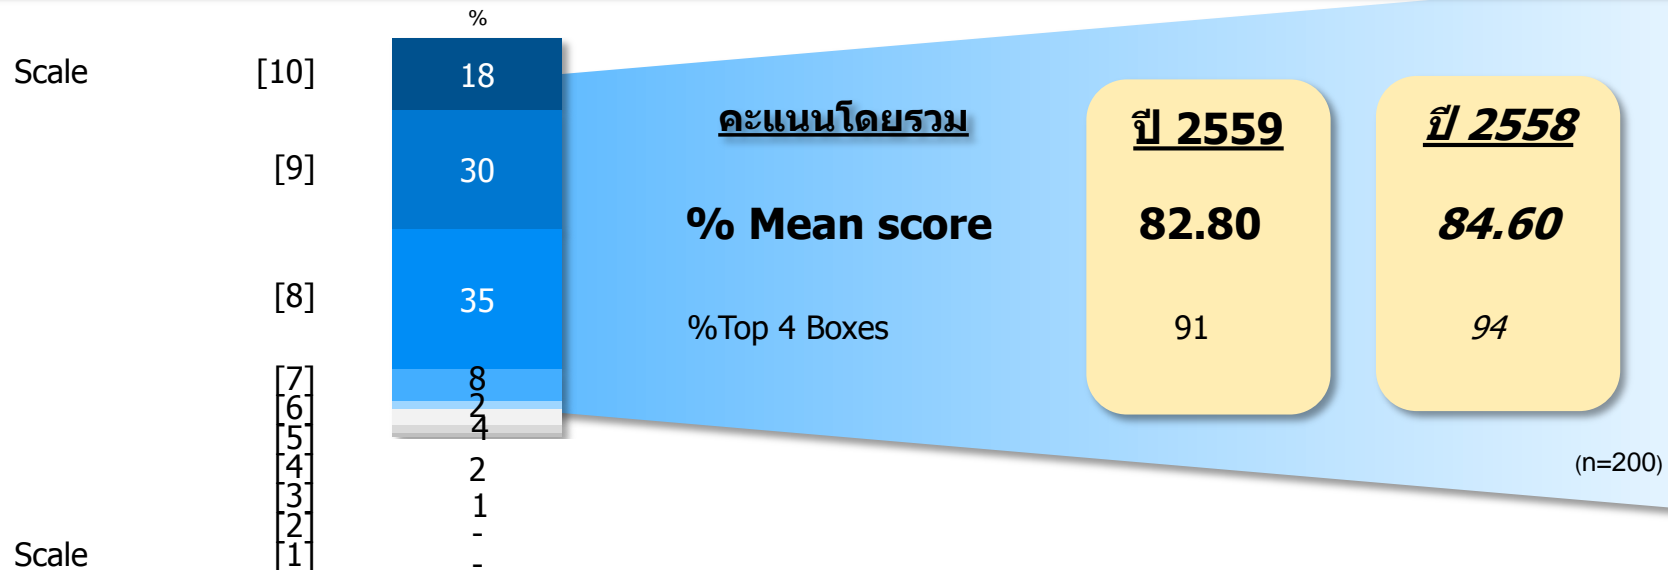 %
Scale [10] 18
[9] 30
[8] 35
[7] 8
[6] 2
[5] 4
[4] 2
[3] 1
[2] -
Scale [1] -
คะแนนโดยรวม ปี 2559 ปี 2558
% Mean score 82.80 84.60
%Top 4 Boxes 91 94
(n=200)